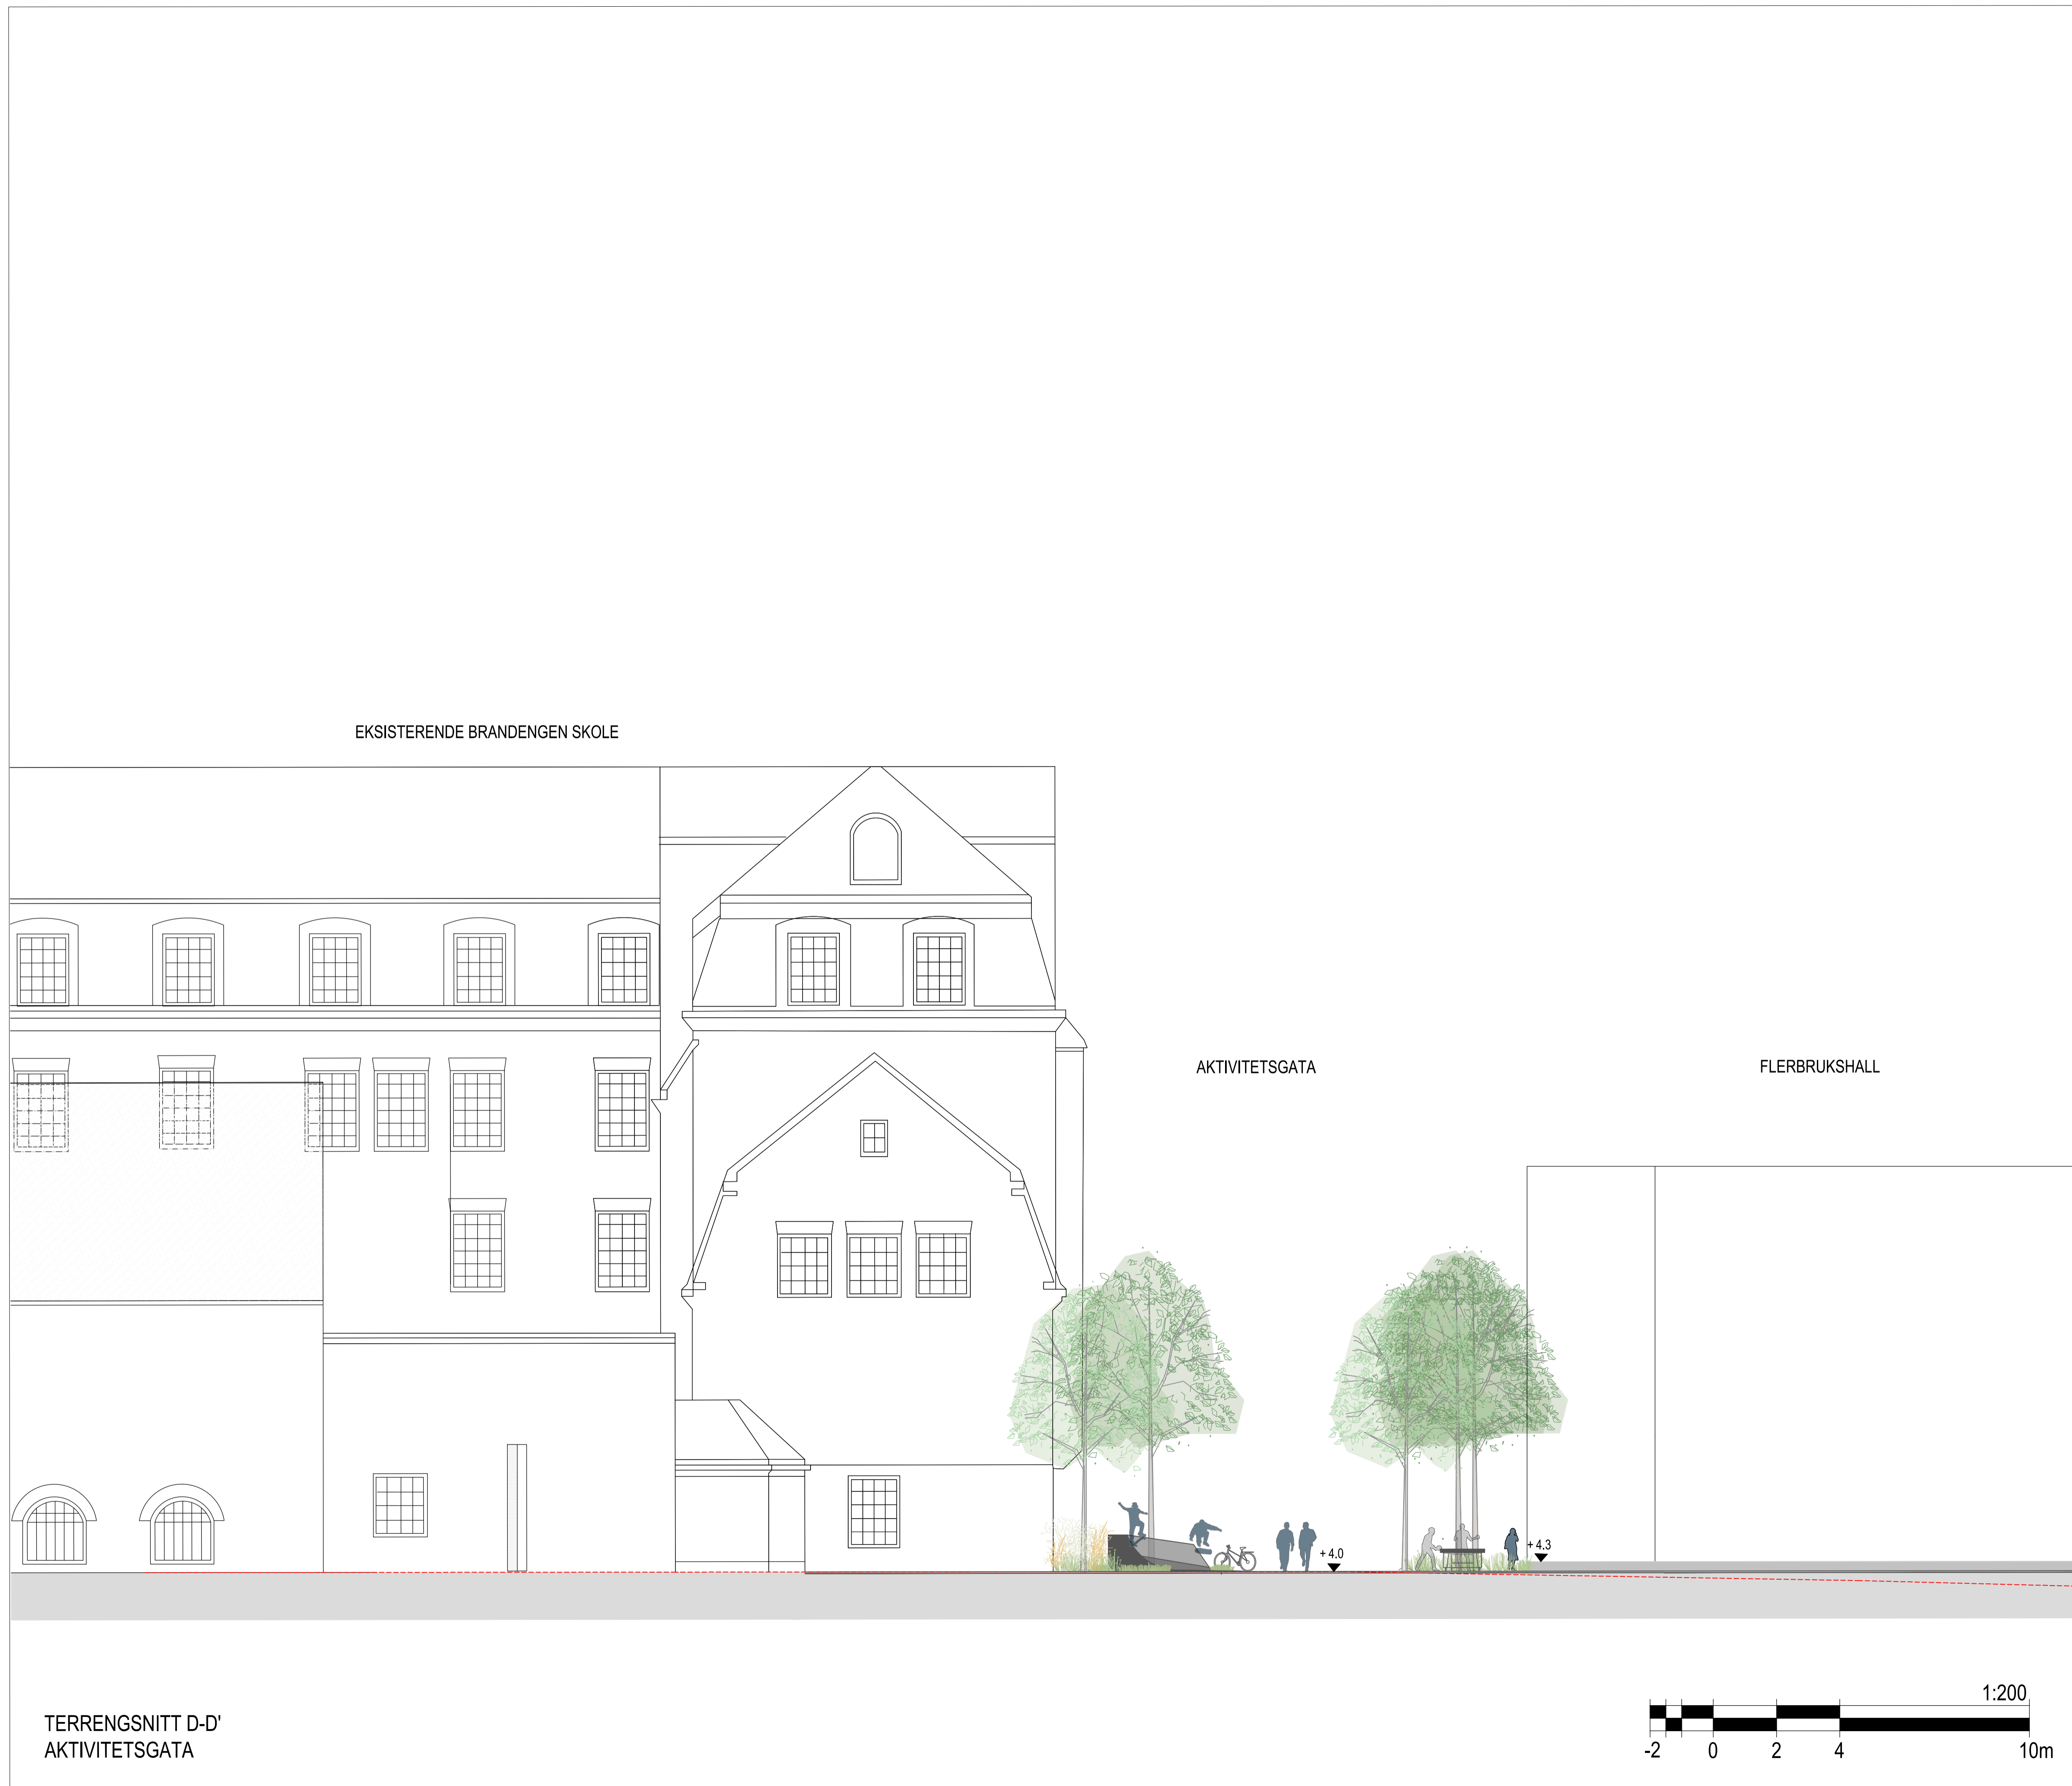 EKSISTERENDE BRANDENGEN SKOLE
AKTIVITETSGATA
FLERBRUKSHALL
+ 4.0
+ 4.3
TERRENGSNITT D-D'
AKTIVITETSGATA
1:200
-2 0 2 4 10m